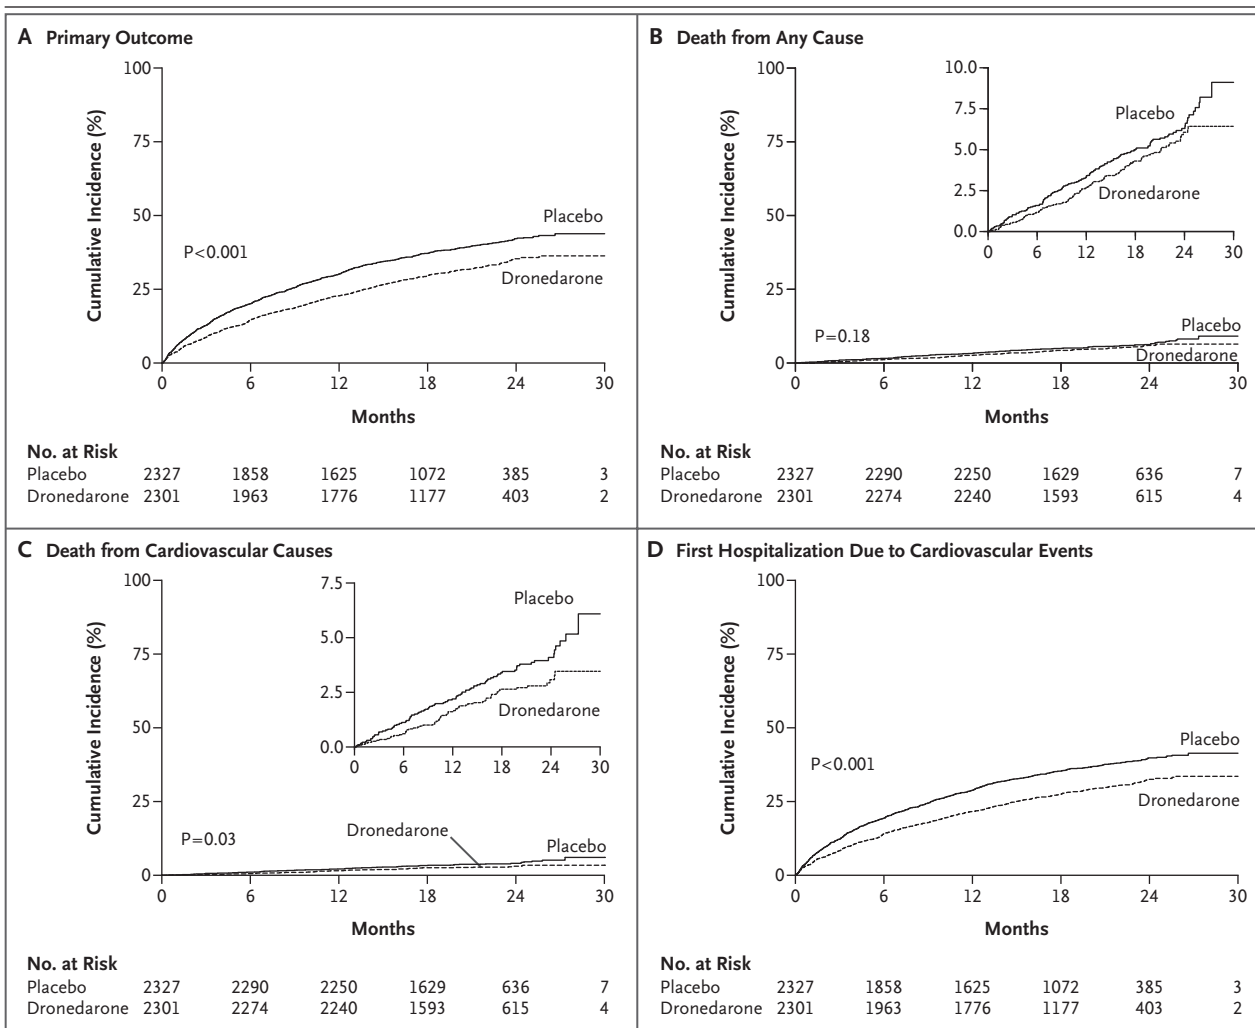 A Primary Outcome
100
75
50
25
0
Cumulative Incidence (%)
P<0.001
Placebo
Dronedarone
0 6 12 18 24 30
Months
No. at Risk
Placebo 2327 1858 1625 1072 385 3
Dronedarone 2301 1963 1776 1177 403 2
B Death from Any Cause
100
75
50
25
0
Cumulative Incidence (%)
10.0
7.5
5.0
2.5
0.0
Placebo
Dronedarone
0 6 12 18 24 30
P=0.18
Placebo
Dronedarone
0 6 12 18 24 30
Months
No. at Risk
Placebo 2327 2290 2250 1629 636 7
Dronedarone 2301 2274 2240 1593 615 4
C Death from Cardiovascular Causes
100
75
50
25
0
Cumulative Incidence (%)
7.5
5.0
2.5
0.0
Placebo
Dronedarone
0 6 12 18 24 30
P=0.03
Dronedarone
Placebo
0 6 12 18 24 30
Months
No. at Risk
Placebo 2327 2290 2250 1629 636 7
Dronedarone 2301 2274 2240 1593 615 4
D First Hospitalization Due to Cardiovascular Events
100
75
50
25
0
Cumulative Incidence (%)
P<0.001
Placebo
Dronedarone
0 6 12 18 24 30
Months
No. at Risk
Placebo 2327 1858 1625 1072 385 3
Dronedarone 2301 1963 1776 1177 403 2